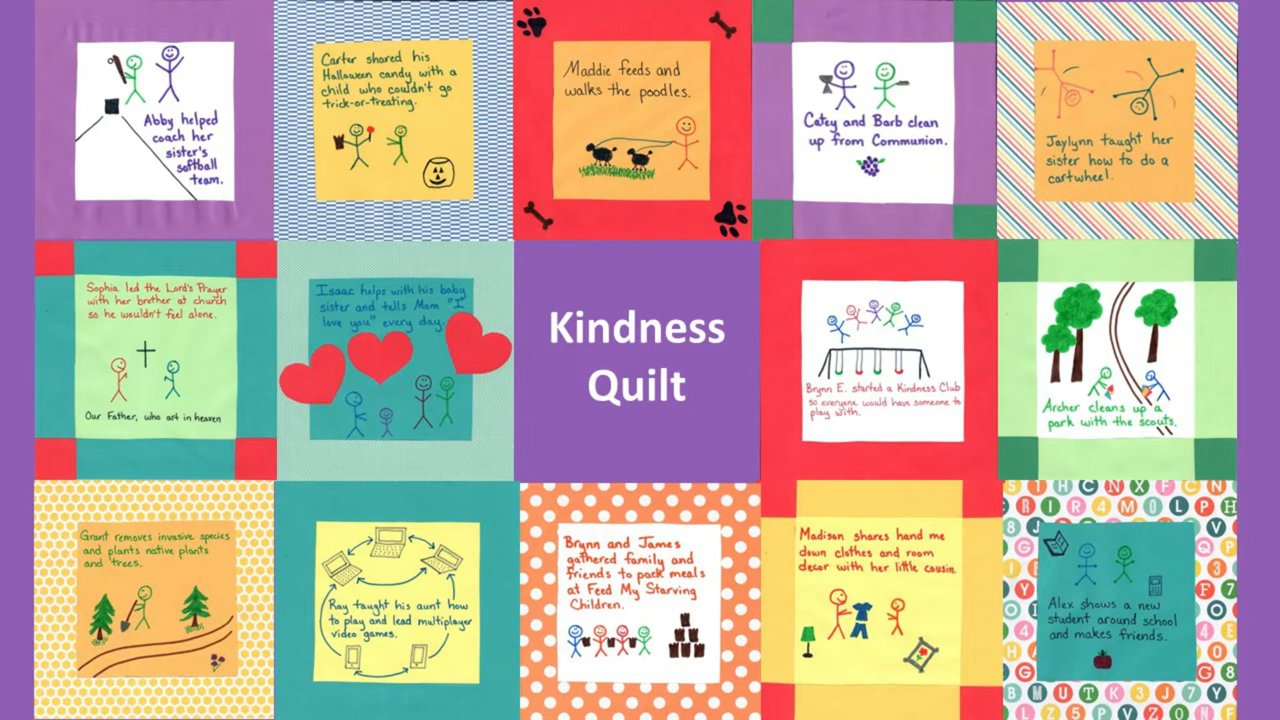 Abby helped
coach her
sister's
softball
team.
Carter shared his
Halloween candy with a
child who couldn't go
trick-or-treating.
Maddie feeds and
walks the poodles.
Catey and Barb clean
up from Communion.
Jaylynn taught her
sister how to do a
cartwheel.
Sophia led the Lord's Prayer
with her brother at church
so he wouldn't feel alone.
Our Father, who art in heaven
Isaac helps with his baby
sister and tells Mom "I
love you" every day.
Kindness
Quilt
Brynn E. started a Kindness Club
so everyone would have someone to
play with.
Archer cleans up a
park with the scouts.
Grant removes invasive species
and plants native plants
and trees.
Ray taught his aunt how
to play and lead multiplayer
video games.
Brynn and James
gathered family and
friends to pack meals
at Feed My Starving
Children.
Madison shares hand me
down clothes and room
decor with her little cousin.
Alex shows a new
student around school
and makes friends.